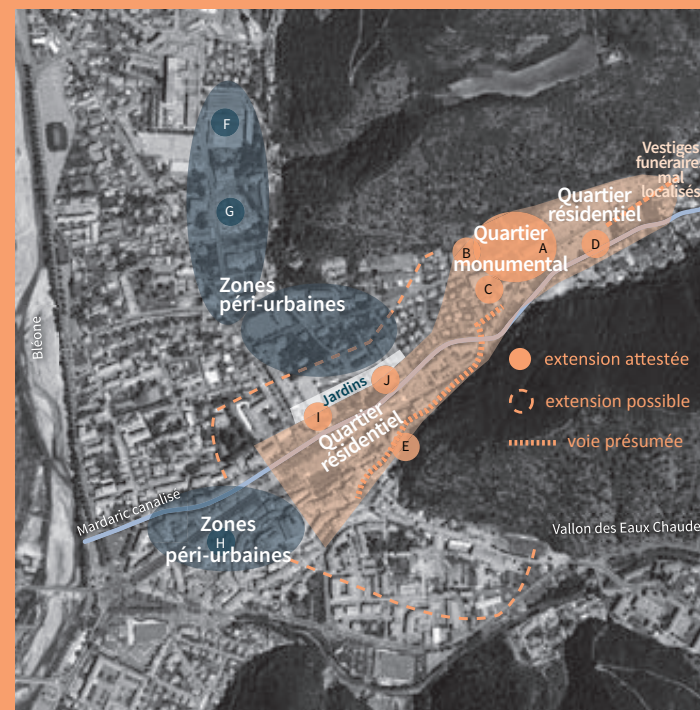 F
Vestiges
funéraires
mal
localisés
G
Quartier
résidentiel
Quartier
monumental
A
B
D
C
Zones
péri-urbaines
Bléone
extension attestée
J
Jardins
extension possible
I
Quartier
résidentiel
E
voie présumée
Mardaric canalisé
Zones
péri-urbaines
H
Vallon des Eaux Chaude